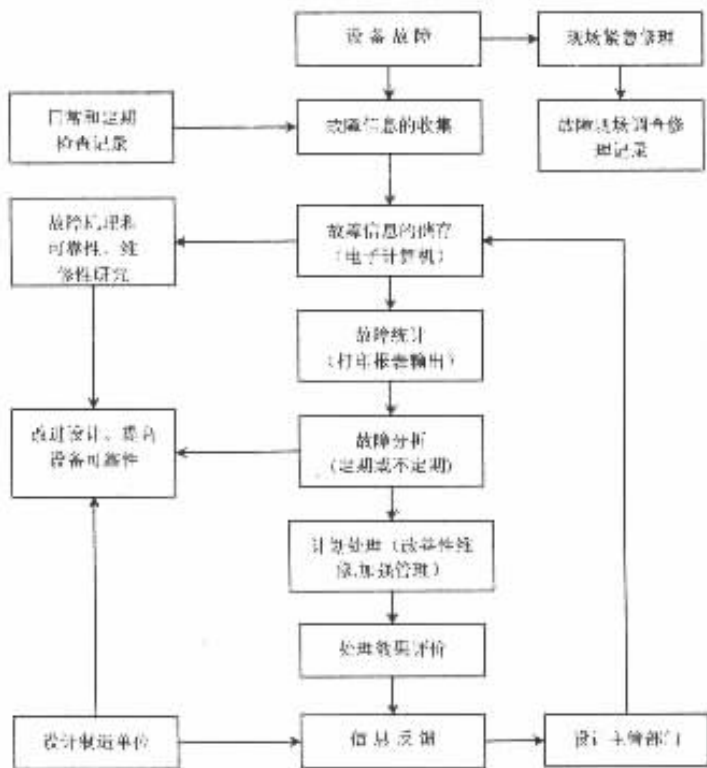 设备故障
现场紧急修理
日常和定期
检查记录
故障信息的收集
故障现场调查修
理记录
故障机理和
可靠性、维
修性研究
故障信息的储存
（电子计算机）
故障统计
（打印报表输出）
改进设计、提高
设备可靠性
故障分析
（定期或不定期）
计划处理（改善性维
修,加强管理）
处理效果评价
设计制造单位
信息反馈
设计主管部门